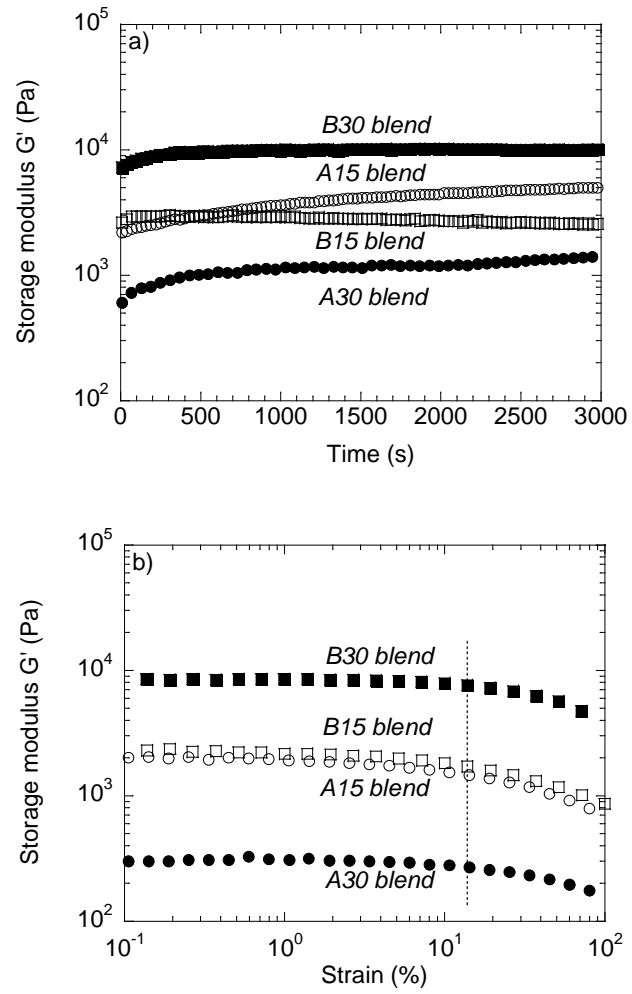 a)
10^5
10^4
10^3
10^2
Storage modulus G' (Pa)
B30 blend
A15 blend
B15 blend
A30 blend
0 500 1000 1500 2000 2500 3000
Time (s)
b)
10^5
10^4
10^3
10^2
Storage modulus G' (Pa)
B30 blend
B15 blend
A15 blend
A30 blend
10^-1 10^0 10^1 10^2
Strain (%)